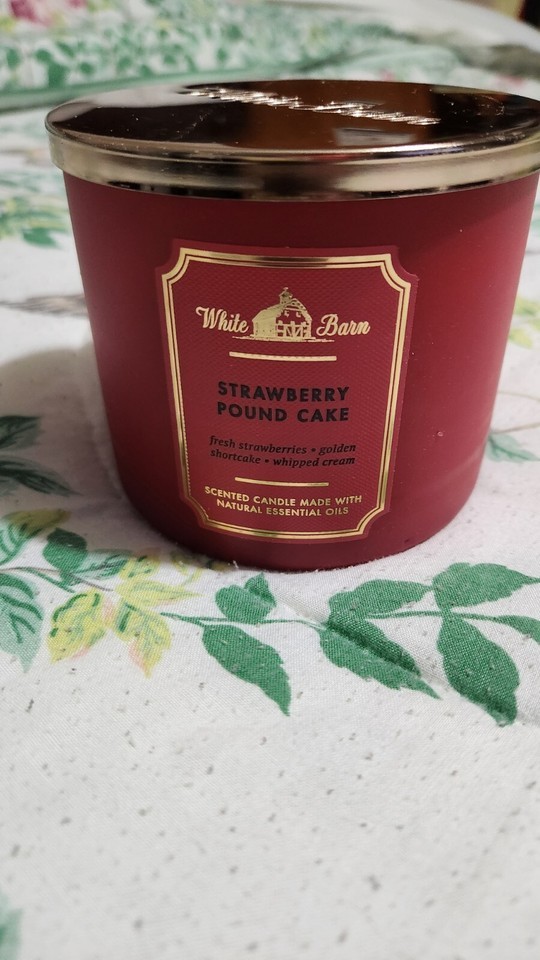 White Barn
STRAWBERRY
POUND CAKE
fresh strawberries • golden
shortcake • whipped cream
SCENTED CANDLE MADE WITH
NATURAL ESSENTIAL OILS